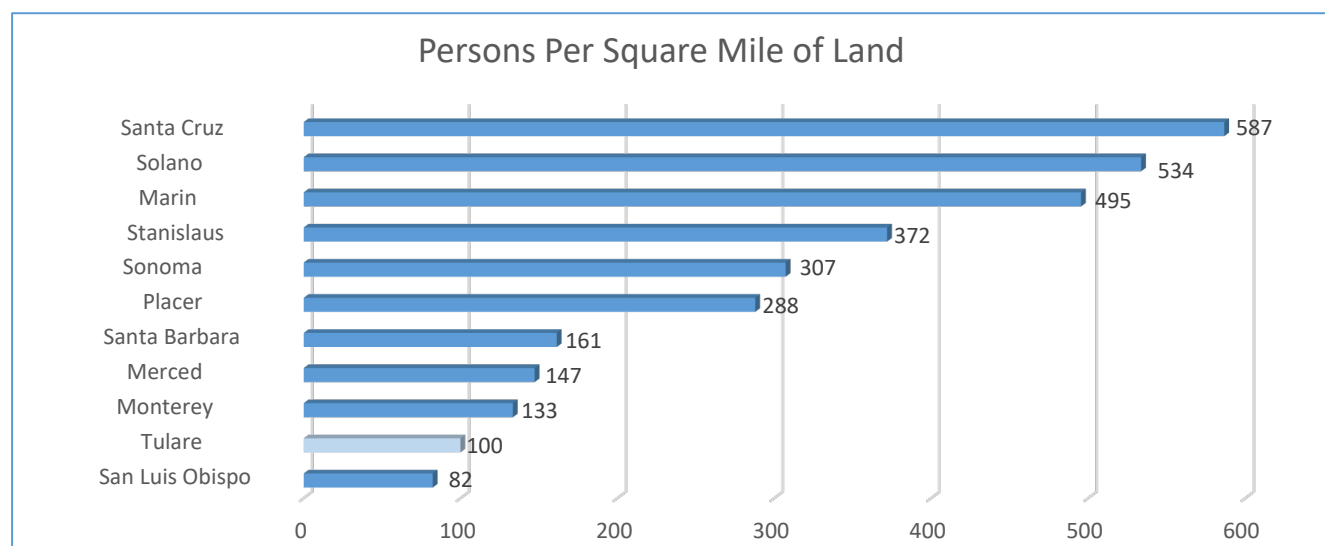 Persons Per Square Mile of Land
Santa Cruz 587
Solano 534
Marin 495
Stanislaus 372
Sonoma 307
Placer 288
Santa Barbara 161
Merced 147
Monterey 133
Tulare 100
San Luis Obispo 82
0 100 200 300 400 500 600